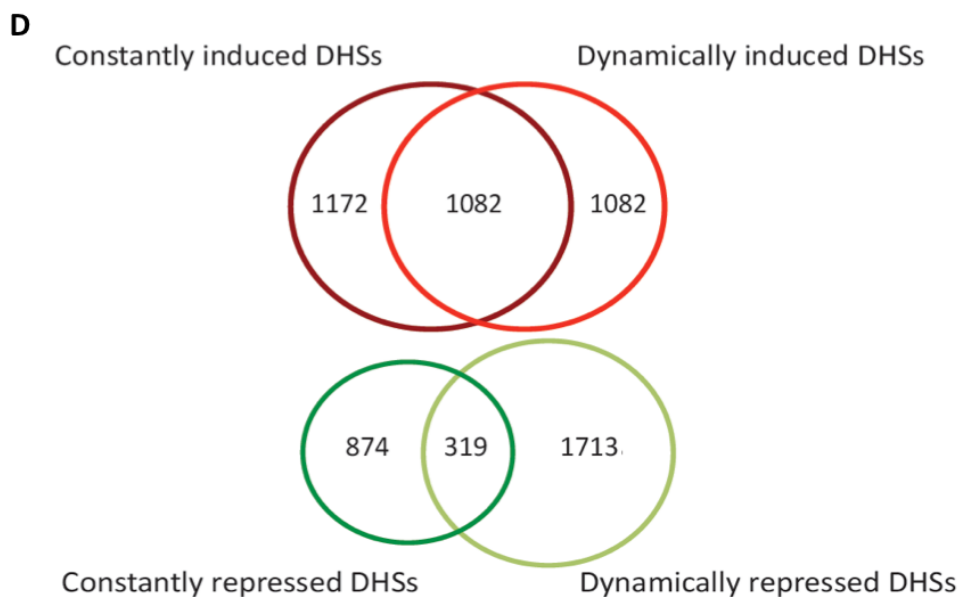 D
Constantly induced DHSs Dynamically induced DHSs
1172 1082 1082
874 319 1713
Constantly repressed DHSs Dynamically repressed DHSs